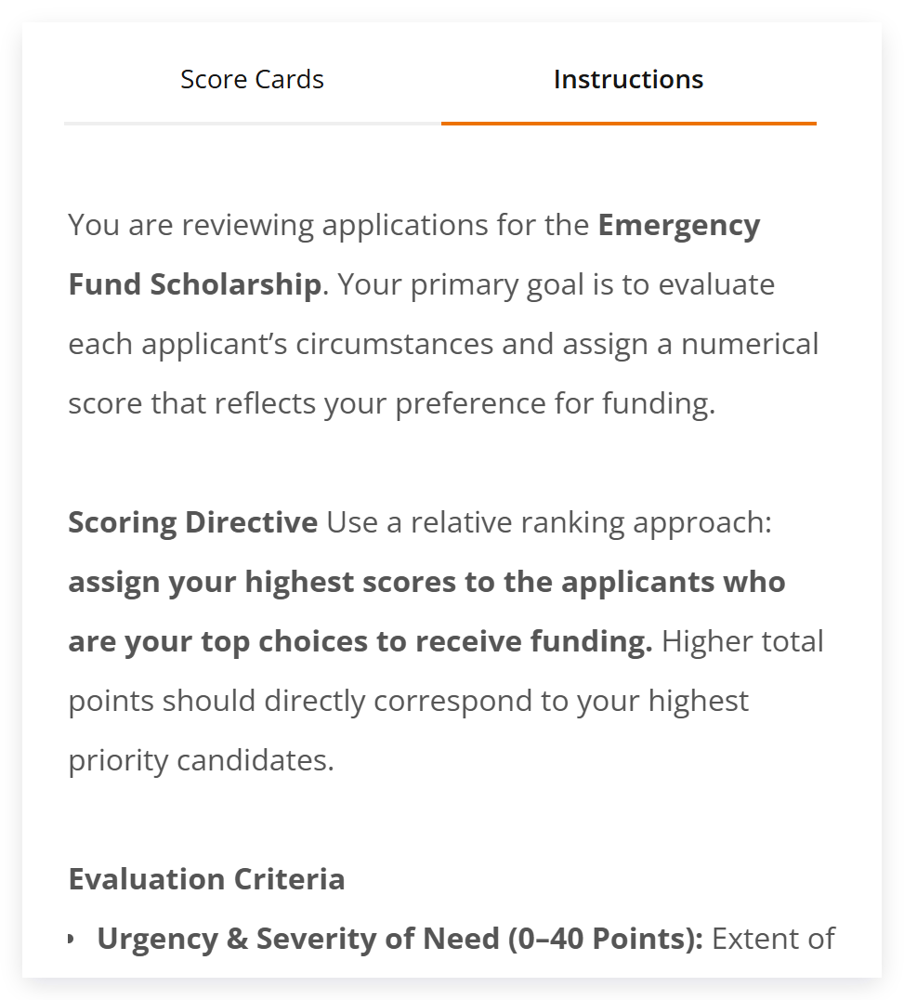 Score Cards Instructions
You are reviewing applications for the Emergency
Fund Scholarship. Your primary goal is to evaluate
each applicant’s circumstances and assign a numerical
score that reflects your preference for funding.
Scoring Directive Use a relative ranking approach:
assign your highest scores to the applicants who
are your top choices to receive funding. Higher total
points should directly correspond to your highest
priority candidates.
Evaluation Criteria
• Urgency & Severity of Need (0–40 Points): Extent of